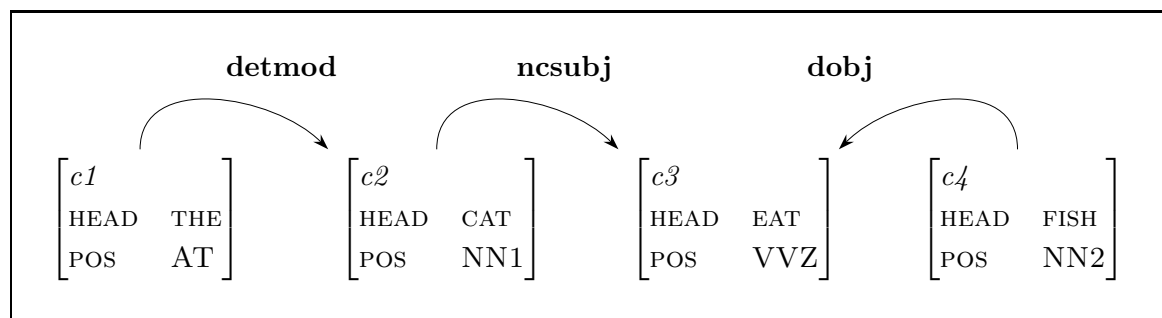 detmod ncsubj dobj
c1 c2 c3 c4
HEAD THE HEAD CAT HEAD EAT HEAD FISH
POS AT POS NN1 POS VVZ POS NN2